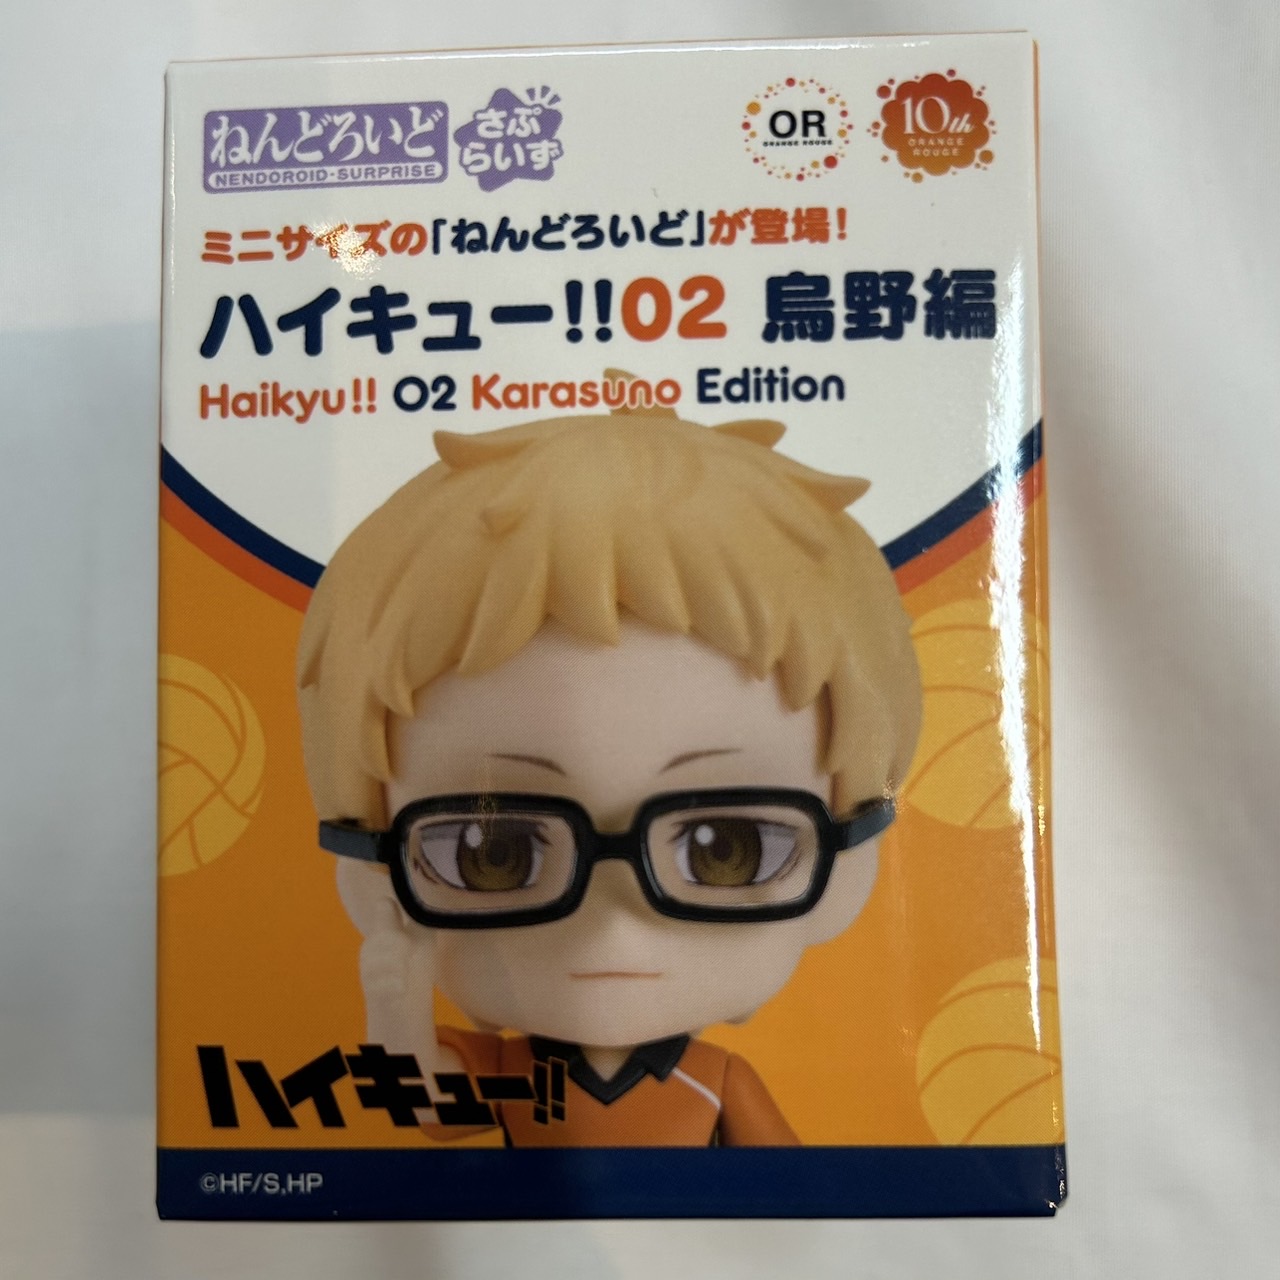 ねんどろいど
NENDOROID-SURPRISE
さぷ
らいず
OR
ORANGE ROUGE
10th
ORANGE
ROUGE
ミニサイズの「ねんどろいど」が登場!
ハイキュー!!02 烏野編
Haikyu!! 02 Karasuno Edition
ハイキュー!!
©HF/S,HP